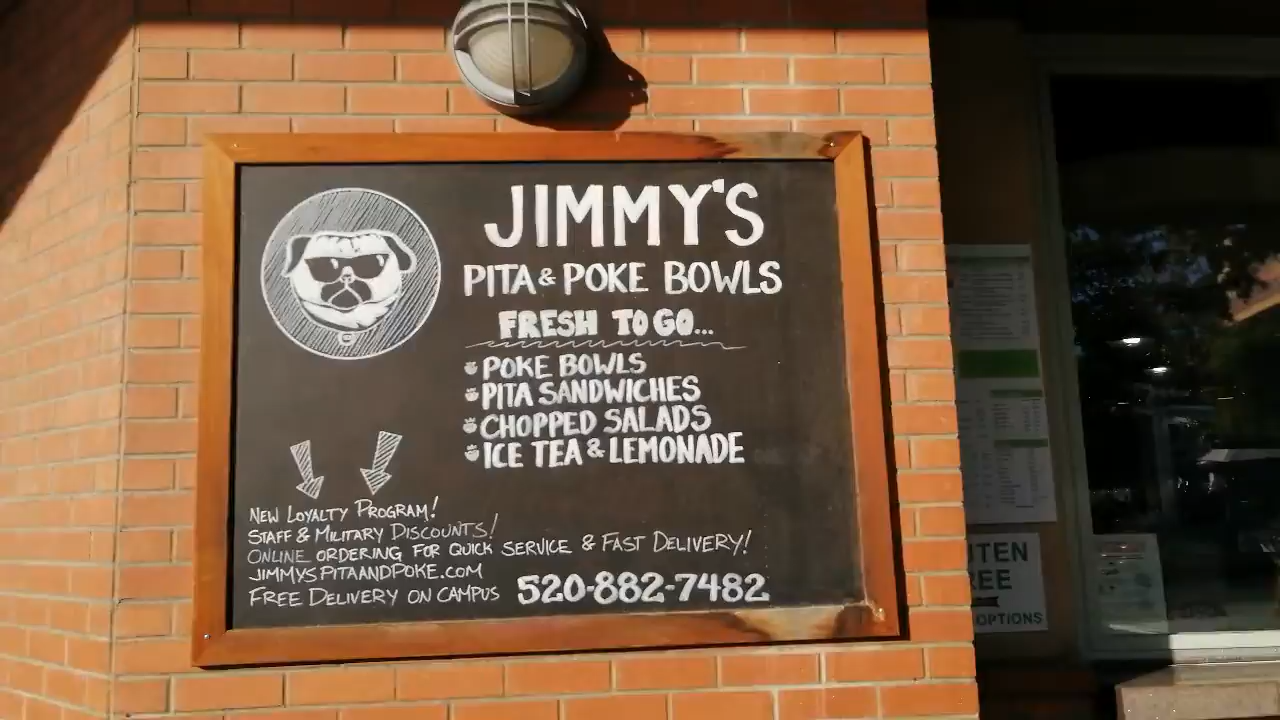 JIMMY'S
PITA & POKE BOWLS
FRESH TO GO...
POKE BOWLS
PITA SANDWICHES
CHOPPED SALADS
ICE TEA & LEMONADE
NEW LOYALTY PROGRAM!
STAFF & MILITARY DISCOUNTS!
ONLINE ORDERING FOR QUICK SERVICE & FAST DELIVERY!
JIMMYSPITAANDPOKE.COM
FREE DELIVERY ON CAMPUS 520-882-7482
OPTIONS